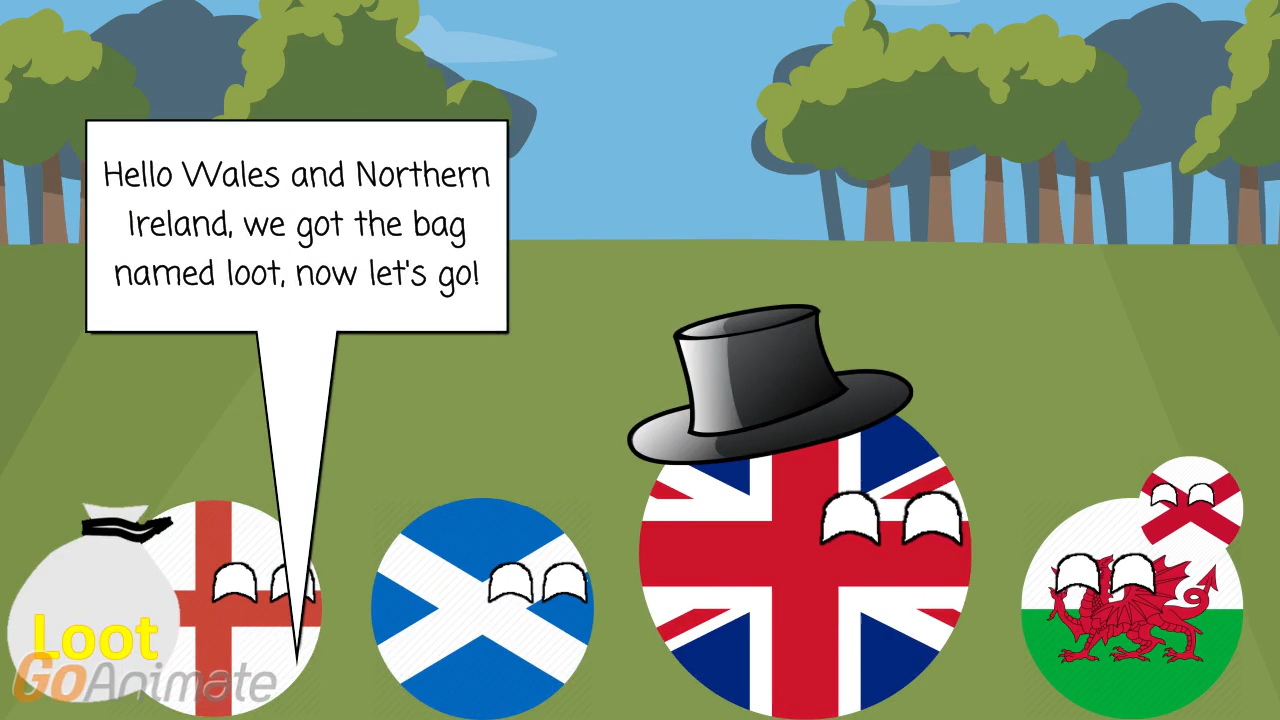 Hello Wales and Northern
Ireland, we got the bag
named loot, now let's go!
Loot
GoAnimate